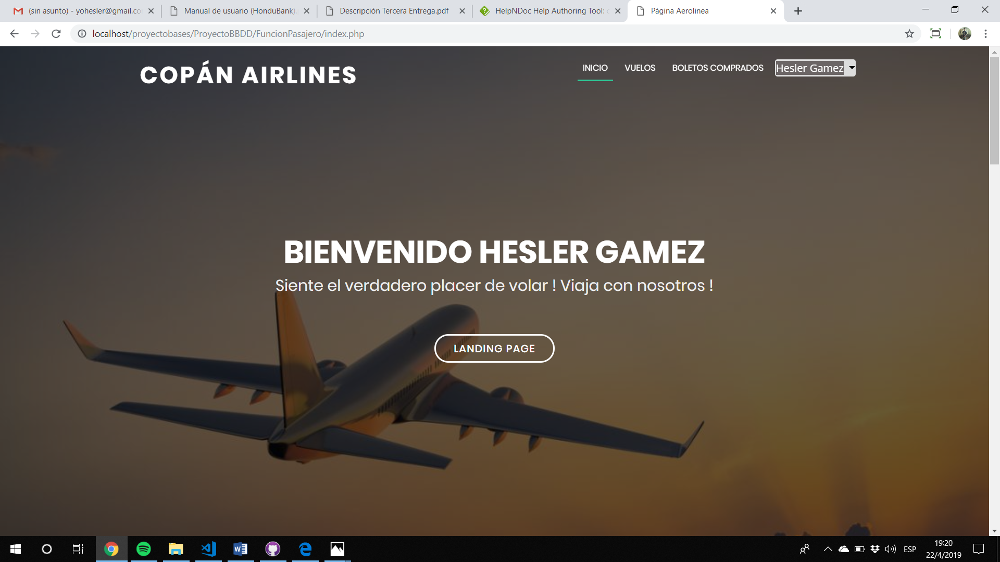 (sin asunto) - yohesler@gmail.co
Manual de usuario (HonduBank).
Descripción Tercera Entrega.pdf
HelpNDoc Help Authoring Tool: c
Página Aerolinea
localhost/proyectobases/ProyectoBBDD/FuncionPasajero/index.php
COPÁN AIRLINES
INICIO
VUELOS
BOLETOS COMPRADOS
Hesler Gamez
BIENVENIDO HESLER GAMEZ
Siente el verdadero placer de volar ! Viaja con nosotros !
LANDING PAGE
ESP
19:20
22/4/2019